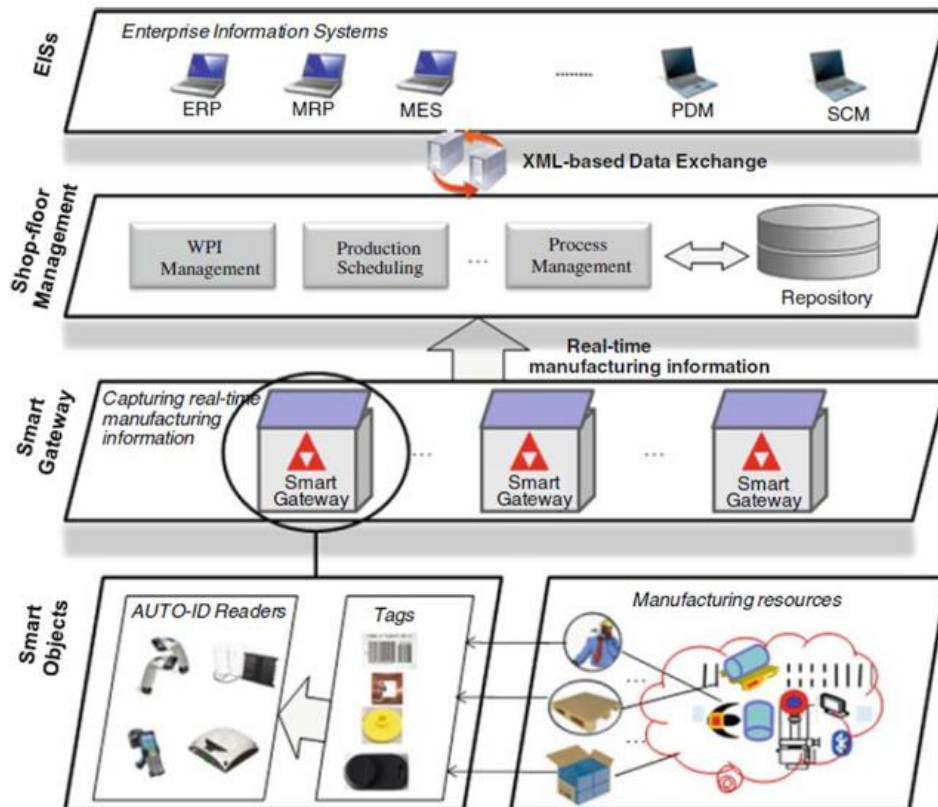 EISs
Enterprise Information Systems
ERP
MRP
MES
........
PDM
SCM
XML-based Data Exchange
Shop-floor
Management
WPI
Management
Production
Scheduling
...
Process
Management
Repository
Real-time
manufacturing information
Smart
Gateway
Capturing real-time
manufacturing
information
Smart
Gateway
...
Smart
Gateway
...
Smart
Gateway
Smart
Objects
AUTO-ID Readers
Tags
Manufacturing resources
...
...